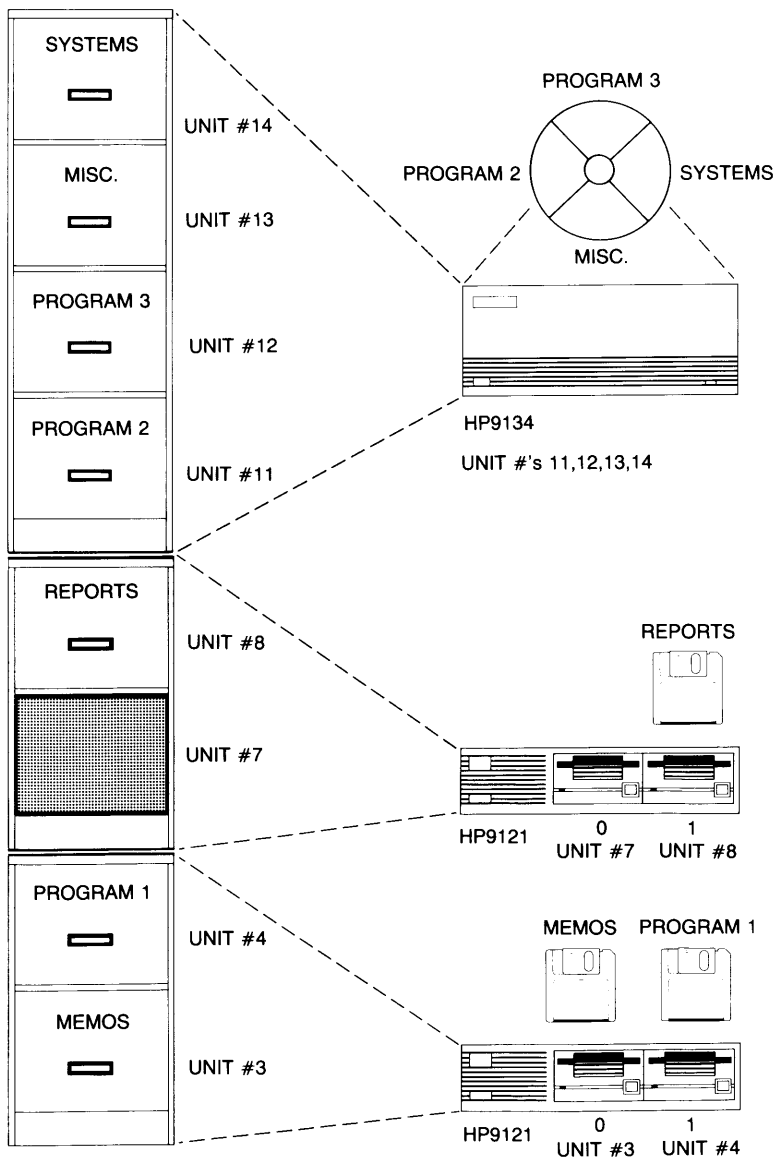 SYSTEMS
UNIT #14
MISC.
UNIT #13
PROGRAM 3
UNIT #12
PROGRAM 2
UNIT #11
PROGRAM 3
PROGRAM 2
SYSTEMS
MISC.
HP9134
UNIT #'s 11,12,13,14
REPORTS
UNIT #8
UNIT #7
REPORTS
HP9121
0 1
UNIT #7 UNIT #8
PROGRAM 1
UNIT #4
MEMOS
UNIT #3
MEMOS PROGRAM 1
HP9121
0 1
UNIT #3 UNIT #4